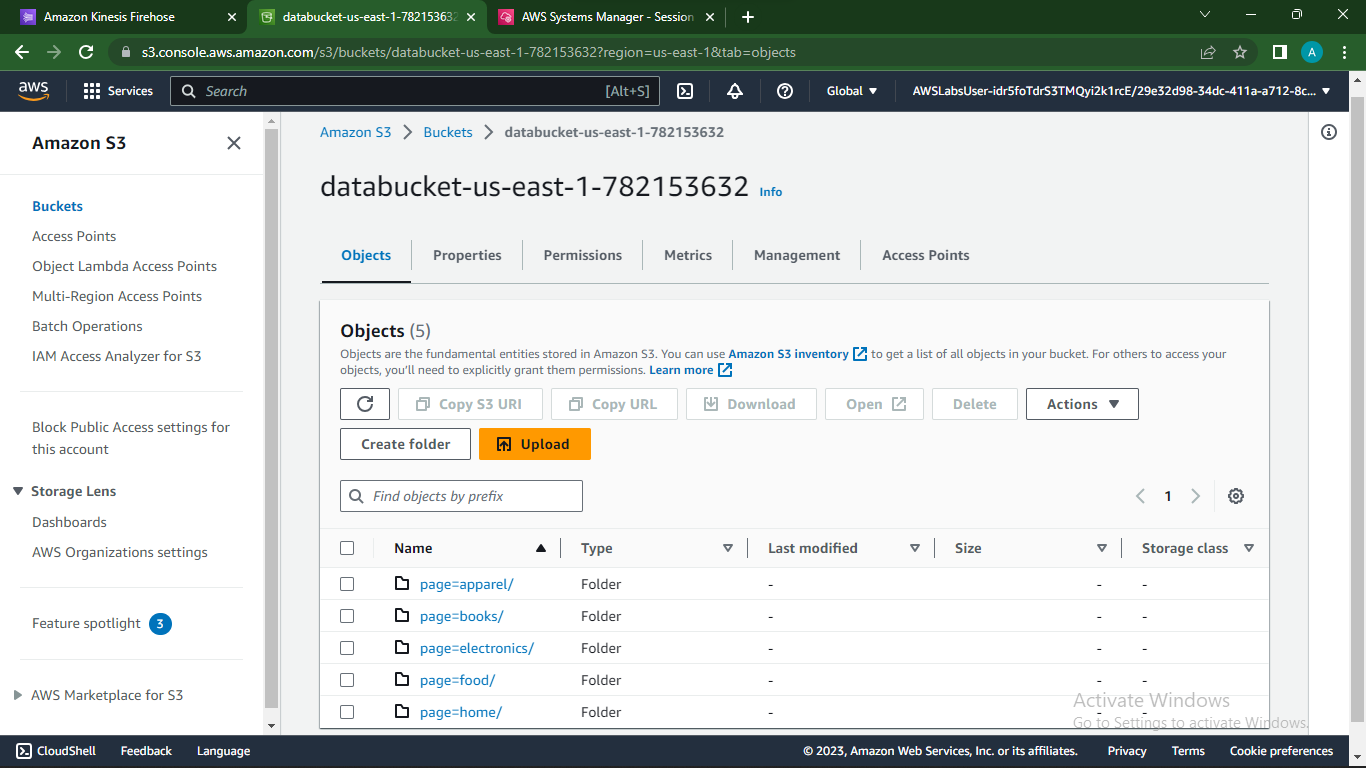 Amazon Kinesis Firehose
databucket-us-east-1-782153632
AWS Systems Manager - Session
s3.console.aws.amazon.com/s3/buckets/databucket-us-east-1-782153632?region=us-east-1&tab=objects
A
aws
Services
Search
[Alt+S]
Global
AWSLabsUser-idr5foTdrS3TMQyi2k1rcE/29e32d98-34dc-411a-a712-8c...
Amazon S3
Buckets
Access Points
Object Lambda Access Points
Multi-Region Access Points
Batch Operations
IAM Access Analyzer for S3
Block Public Access settings for
this account
Storage Lens
Dashboards
AWS Organizations settings
Feature spotlight 3
AWS Marketplace for S3
Amazon S3 > Buckets > databucket-us-east-1-782153632
databucket-us-east-1-782153632 Info
Objects
Properties
Permissions
Metrics
Management
Access Points
Objects (5)
Objects are the fundamental entities stored in Amazon S3. You can use Amazon S3 inventory to get a list of all objects in your bucket. For others to access your
objects, you'll need to explicitly grant them permissions. Learn more
Copy S3 URI
Copy URL
Download
Open
Delete
Actions
Create folder
Upload
Find objects by prefix
1
Name Type Last modified Size Storage class
page=apparel/ Folder - - -
page=books/ Folder - - -
page=electronics/ Folder - - -
page=food/ Folder - - -
page=home/ Folder - - -
Activate Windows
Go to Settings to activate Windows.
CloudShell
Feedback
Language
© 2023, Amazon Web Services, Inc. or its affiliates.
Privacy
Terms
Cookie preferences